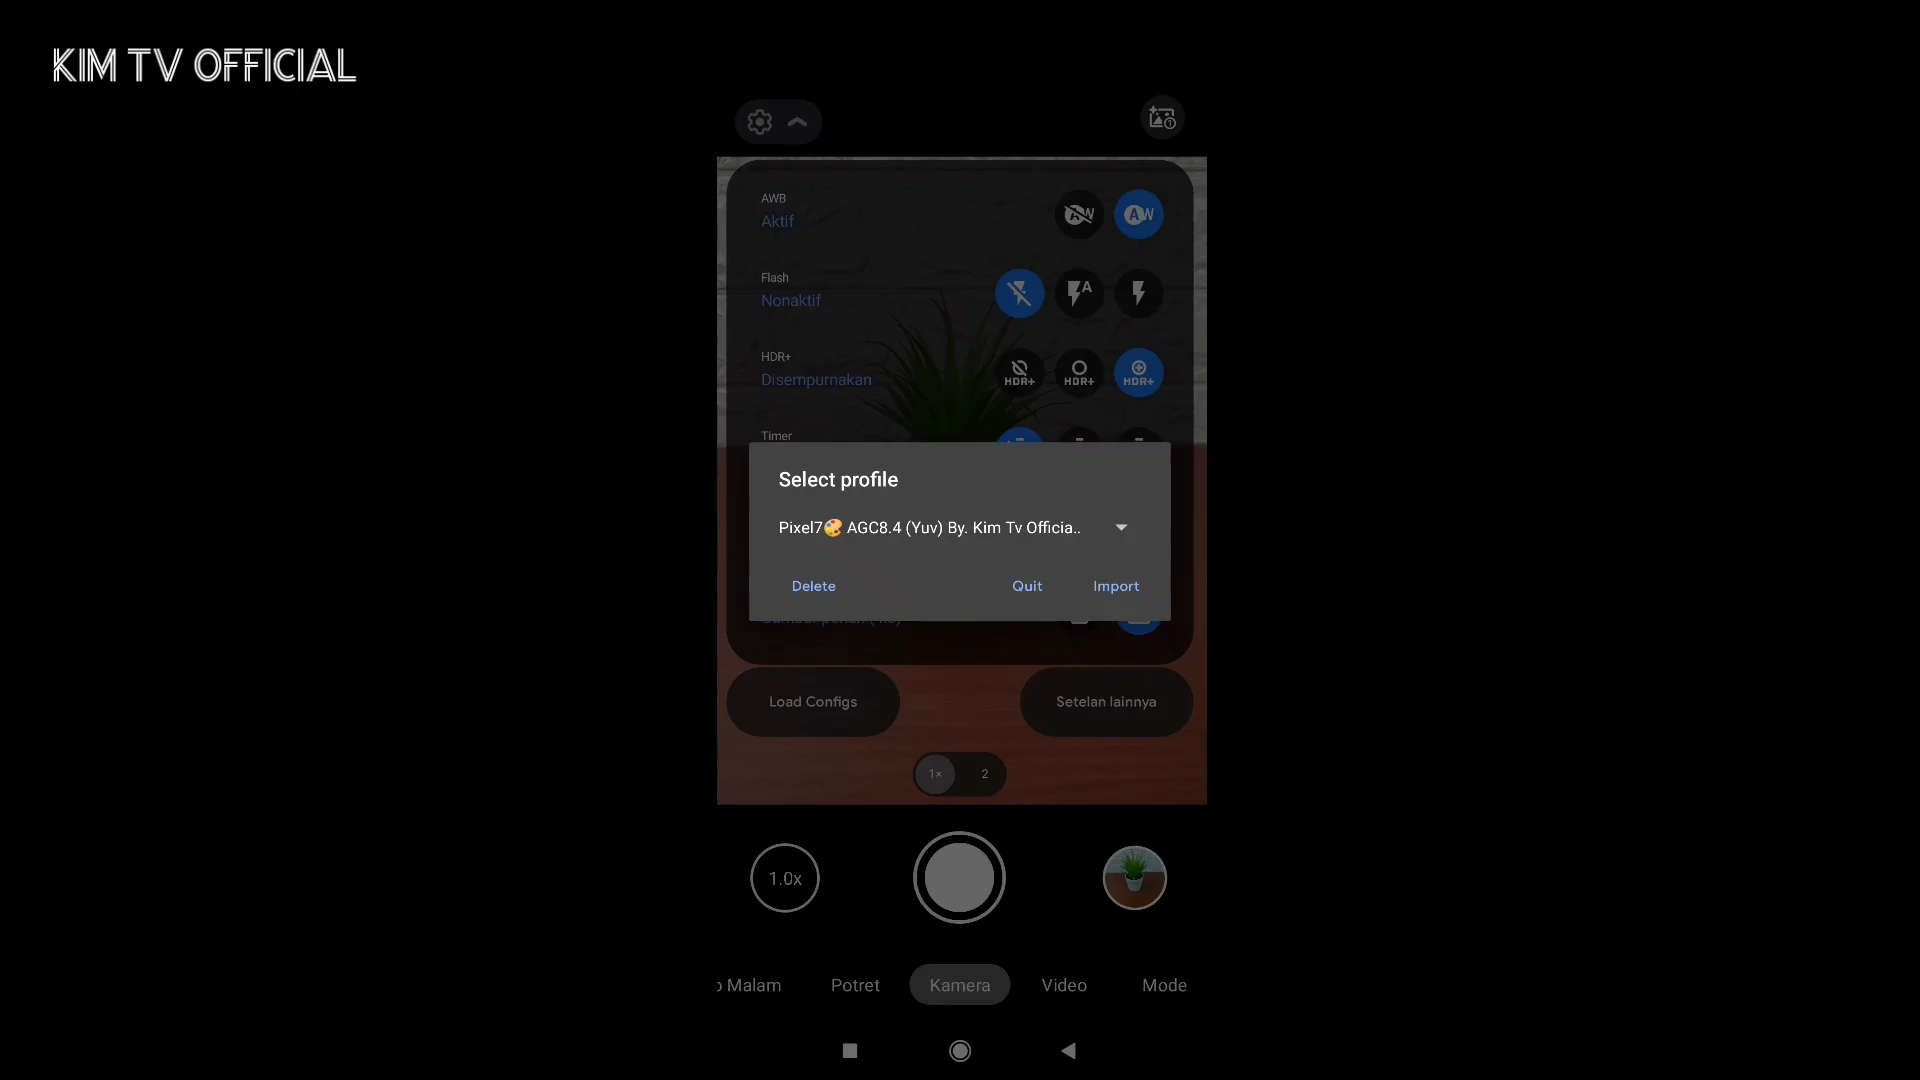 KIM TV OFFICIAL
AWB
Aktif
Flash
Nonaktif
HDR+
Disempurnakan
HDR+ HDR+ HDR+
Timer
Select profile
Pixel7🎨 AGC8.4 (Yuv) By. Kim Tv Officia..
Delete Quit Import
Load Configs Setelan lainnya
1× 2
1.0x
Malam Potret Kamera Video Mode